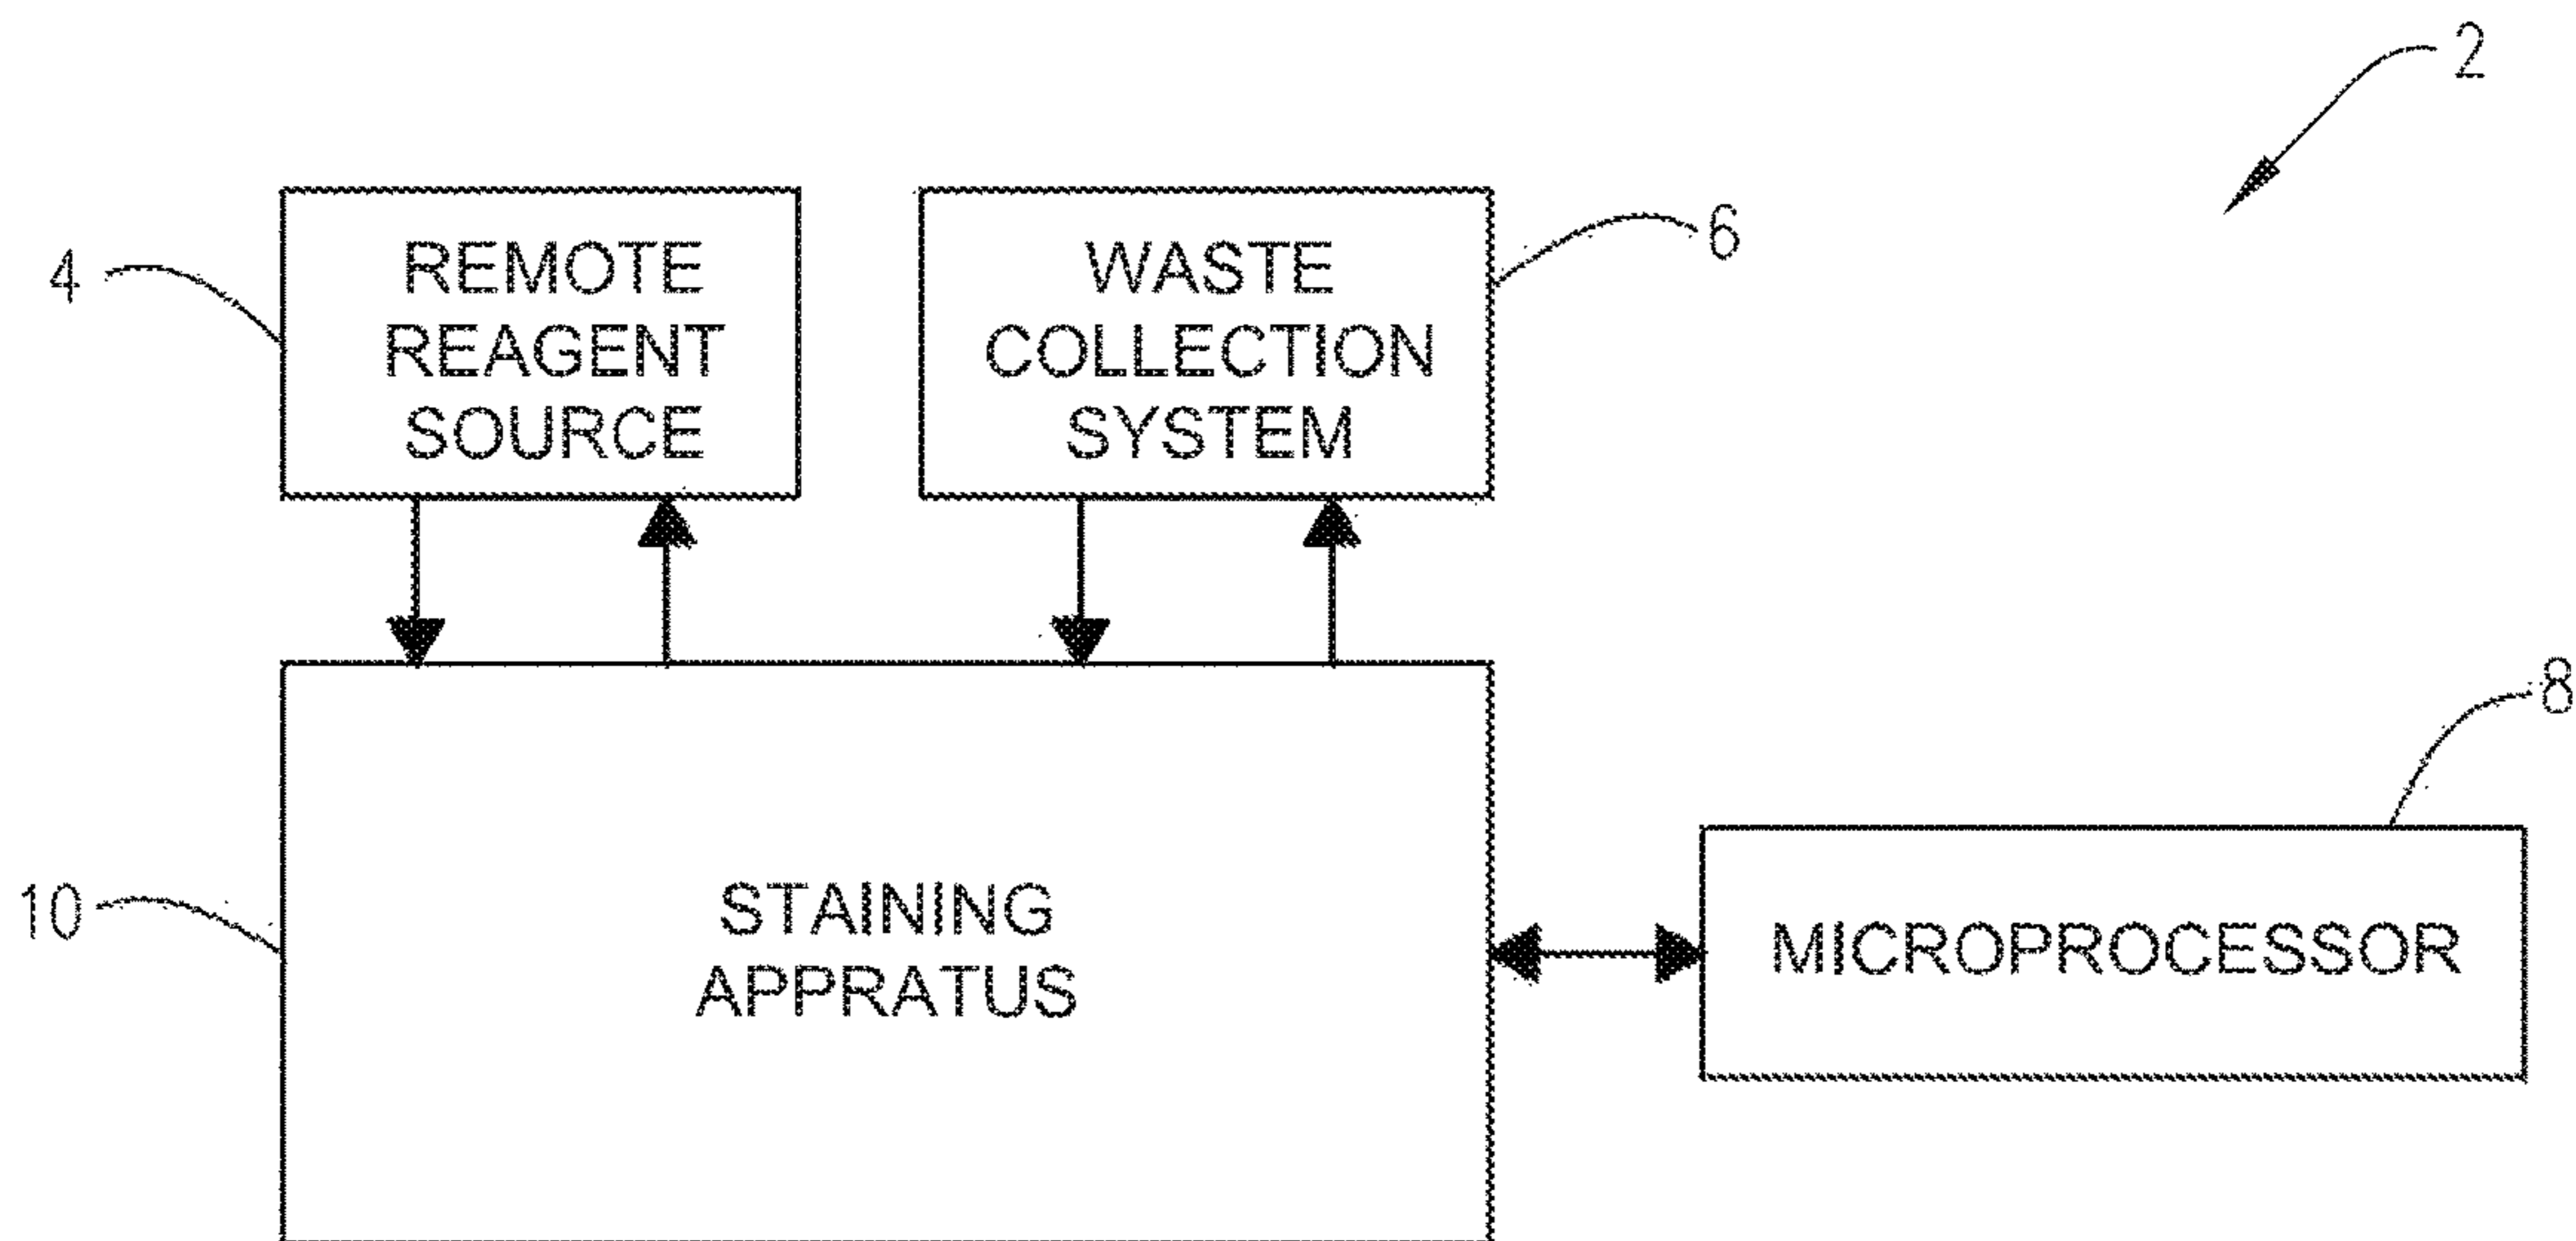 2
REMOTE
REAGENT
SOURCE
4
WASTE
COLLECTION
SYSTEM
6
STAINING
APPRATUS
10
MICROPROCESSOR
8